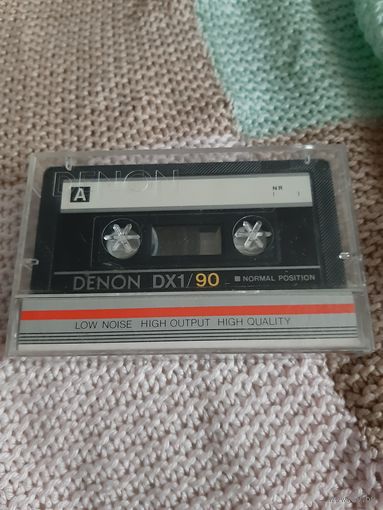 DENON
A
NR
( )
DENON DX1/90 ■ NORMAL POSITION
LOW NOISE HIGH OUTPUT HIGH QUALITY